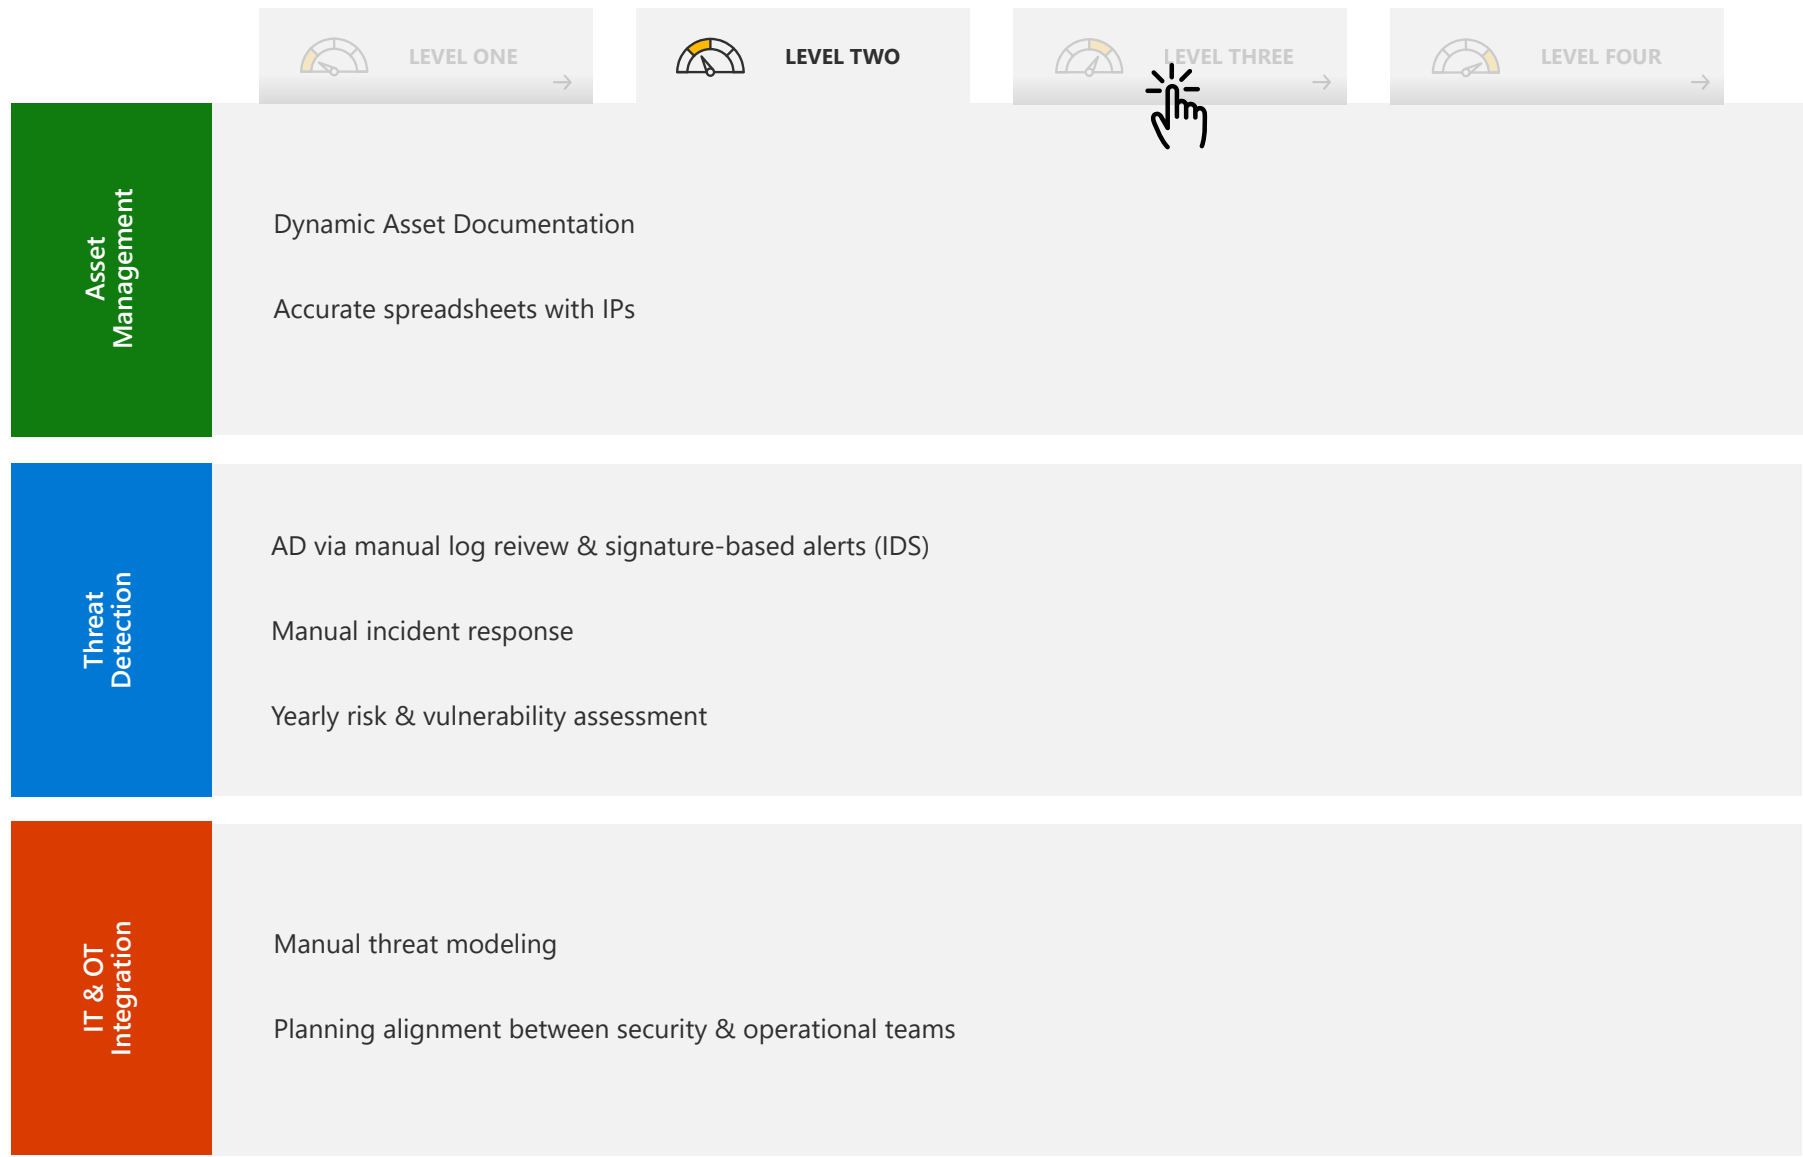 LEVEL ONE
LEVEL TWO
LEVEL THREE
LEVEL FOUR
Asset
Management
Dynamic Asset Documentation
Accurate spreadsheets with IPs
Threat
Detection
AD via manual log reivew & signature-based alerts (IDS)
Manual incident response
Yearly risk & vulnerability assessment
IT & OT
Integration
Manual threat modeling
Planning alignment between security & operational teams